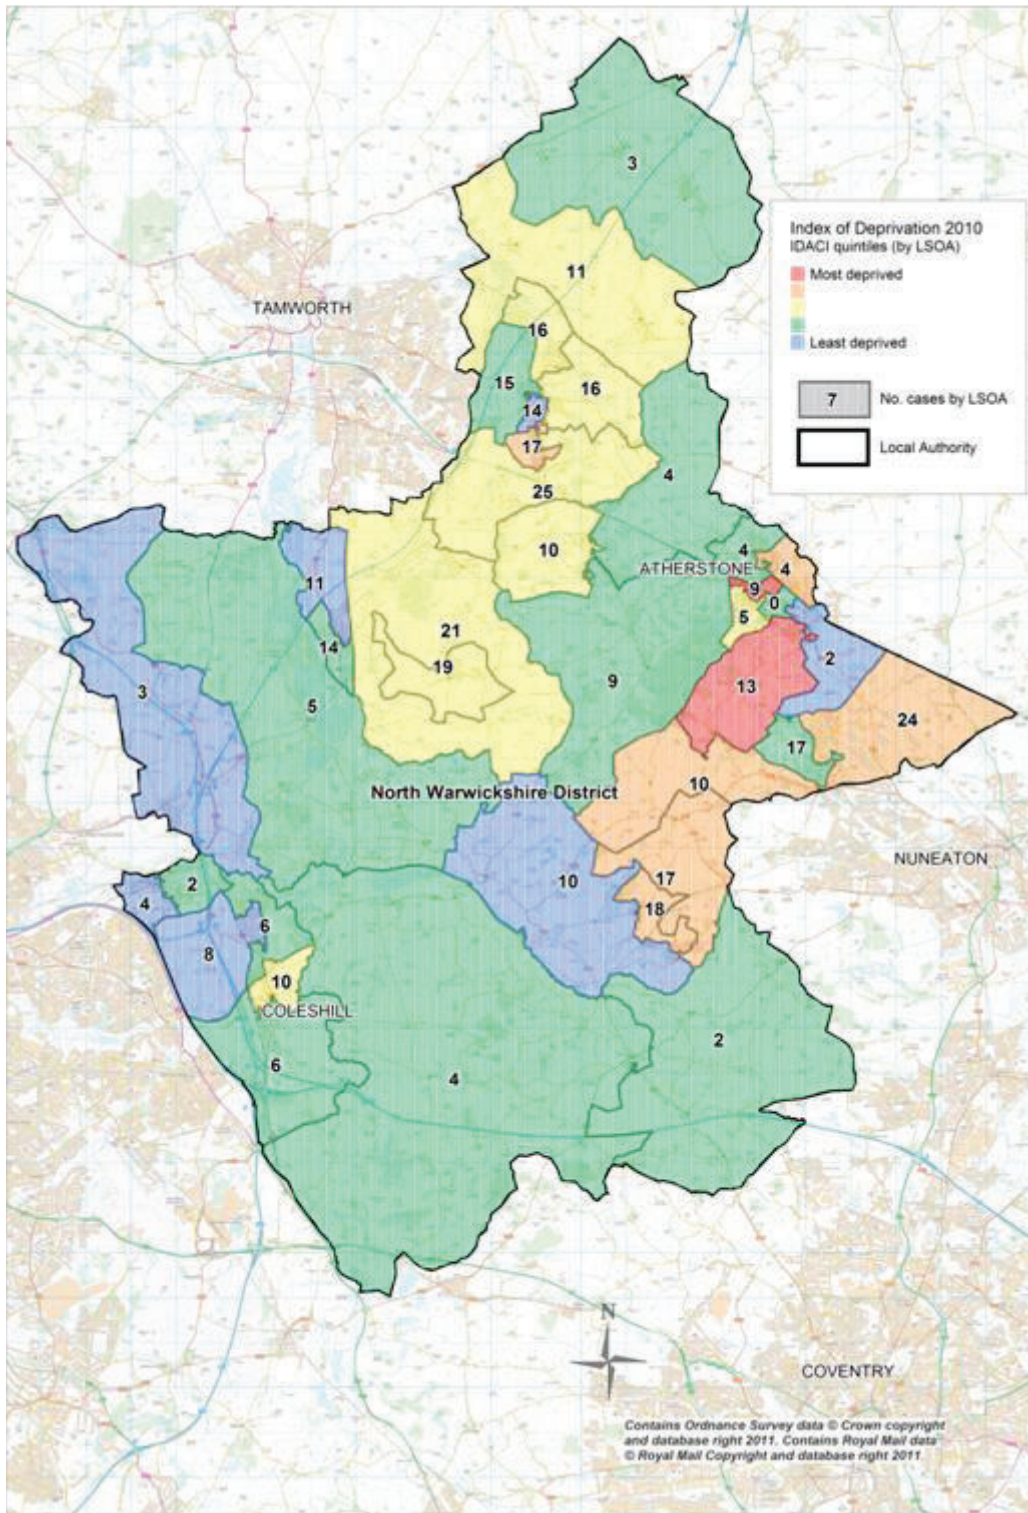 3
Index of Deprivation 2010
IDACI quintiles (by LSOA)
Most deprived
Least deprived
7 No. cases by LSOA
Local Authority
11
TAMWORTH
16
15
16
14
17
4
25
10
4
ATHERSTONE
4
11
9
0
5
21
14
2
19
9
13
3
5
24
17
10
North Warwickshire District
NUNEATON
10
17
2
4
18
6
8
10
COLESHILL
2
6
4
N
COVENTRY
Contains Ordnance Survey data © Crown copyright
and database right 2011. Contains Royal Mail data
© Royal Mail Copyright and database right 2011